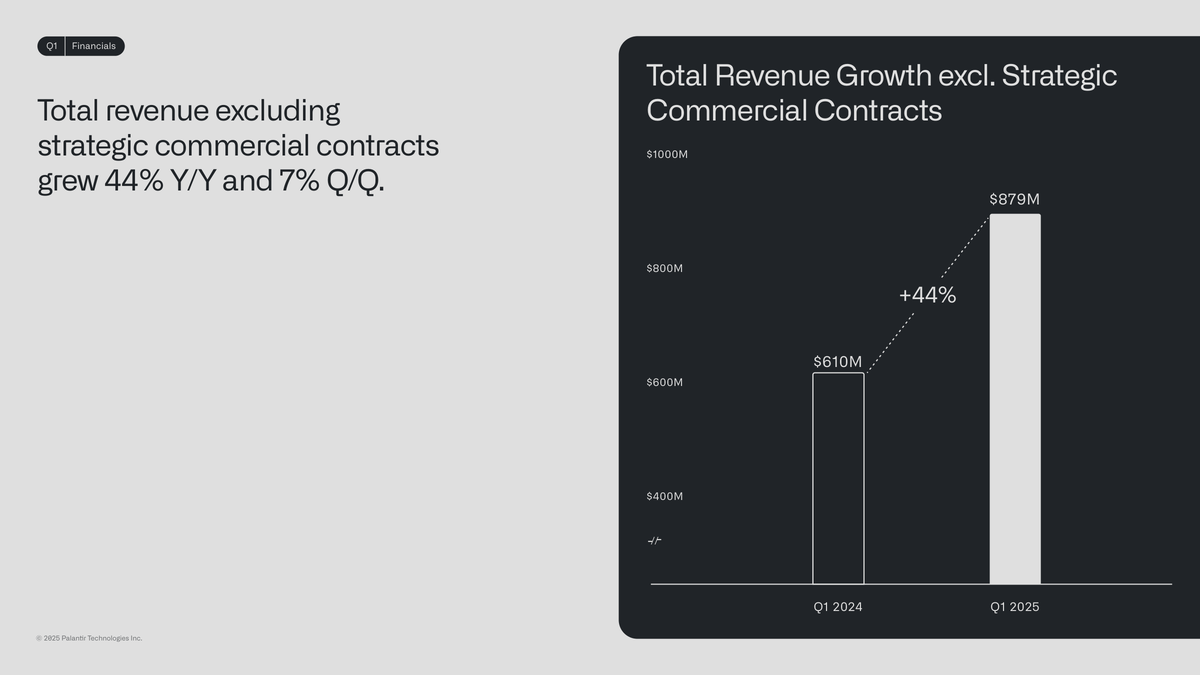 Q1 | Financials
Total revenue excluding
strategic commercial contracts
grew 44% Y/Y and 7% Q/Q.
Total Revenue Growth excl. Strategic
Commercial Contracts
$1000M
$879M
$800M
+44%
$610M
$600M
$400M
Q1 2024
Q1 2025
© 2025 Palantir Technologies Inc.